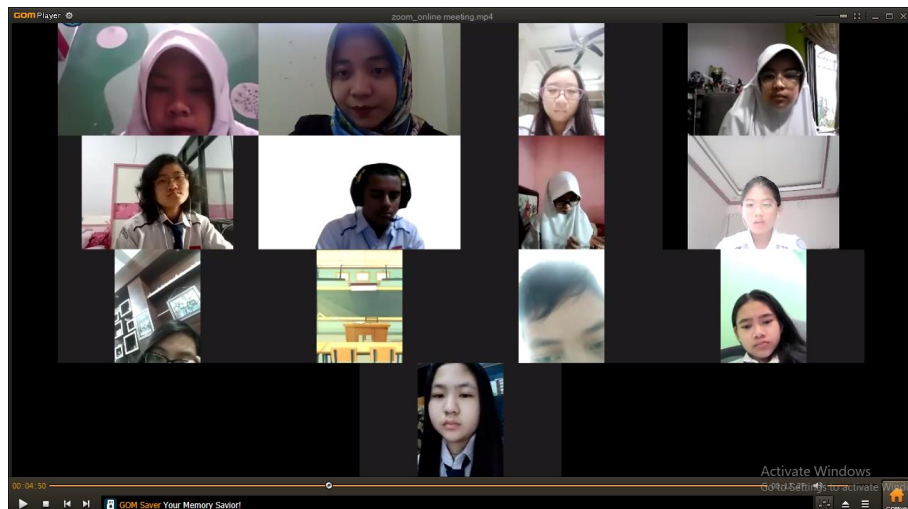 GOM Player
zoom_online meeting.mp4
Activate Windows
Go to Settings to activate Wind
00:04:50
GOM Saver Your Memory Savior!